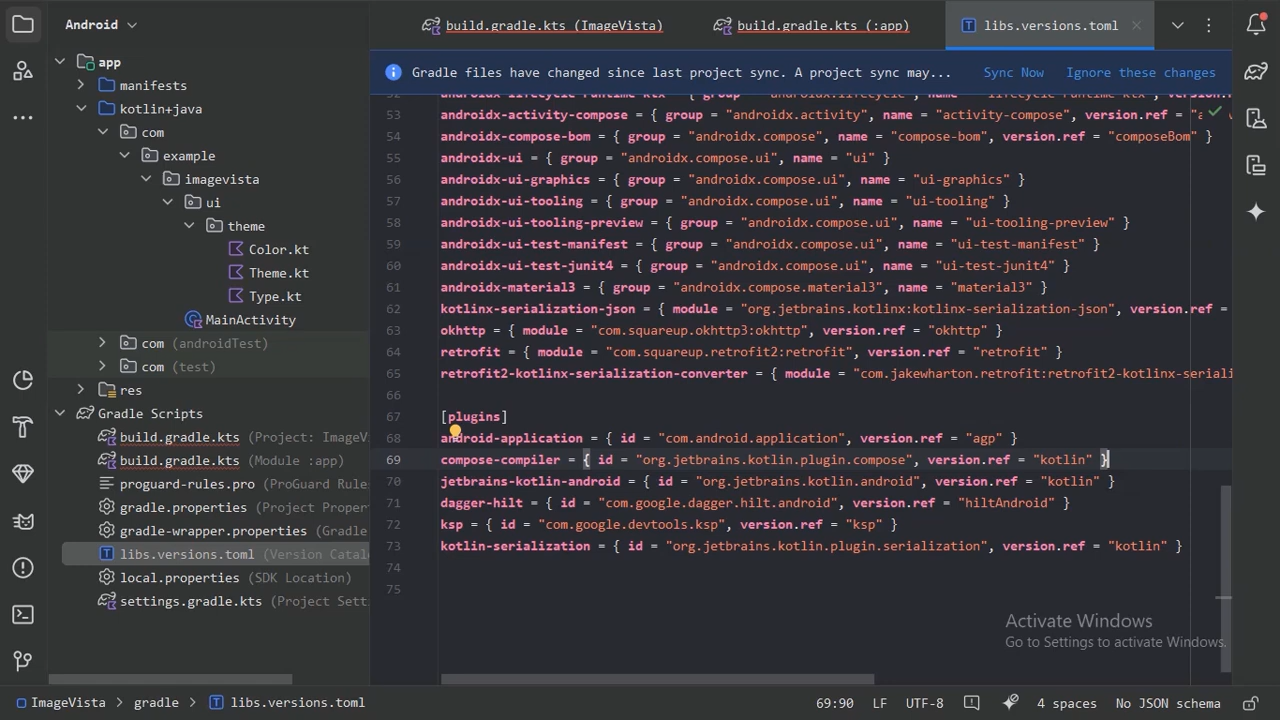 Android
build.gradle.kts (ImageVista)
build.gradle.kts (:app)
libs.versions.toml
Gradle files have changed since last project sync. A project sync may...
Sync Now
Ignore these changes
app
manifests
kotlin+java
com
example
imagevista
ui
theme
Color.kt
Theme.kt
Type.kt
MainActivity
com (androidTest)
com (test)
res
Gradle Scripts
build.gradle.kts (Project: ImageV
build.gradle.kts (Module :app)
proguard-rules.pro (ProGuard Rules
gradle.properties (Project Propert
gradle-wrapper.properties (Gradle
libs.versions.toml (Version Catalo
local.properties (SDK Location)
settings.gradle.kts (Project Setti
53 androidx-activity-compose = { group = "androidx.activity", name = "activity-compose", version.ref = "a
54 androidx-compose-bom = { group = "androidx.compose", name = "compose-bom", version.ref = "composeBom" }
55 androidx-ui = { group = "androidx.compose.ui", name = "ui" }
56 androidx-ui-graphics = { group = "androidx.compose.ui", name = "ui-graphics" }
57 androidx-ui-tooling = { group = "androidx.compose.ui", name = "ui-tooling" }
58 androidx-ui-tooling-preview = { group = "androidx.compose.ui", name = "ui-tooling-preview" }
59 androidx-ui-test-manifest = { group = "androidx.compose.ui", name = "ui-test-manifest" }
60 androidx-ui-test-junit4 = { group = "androidx.compose.ui", name = "ui-test-junit4" }
61 androidx-material3 = { group = "androidx.compose.material3", name = "material3" }
62 kotlinx-serialization-json = { module = "org.jetbrains.kotlinx:kotlinx-serialization-json", version.ref =
63 okhttp = { module = "com.squareup.okhttp3:okhttp", version.ref = "okhttp" }
64 retrofit = { module = "com.squareup.retrofit2:retrofit", version.ref = "retrofit" }
65 retrofit2-kotlinx-serialization-converter = { module = "com.jakewharton.retrofit:retrofit2-kotlinx-seriali
66
67 [plugins]
68 android-application = { id = "com.android.application", version.ref = "agp" }
69 compose-compiler = { id = "org.jetbrains.kotlin.plugin.compose", version.ref = "kotlin" }
70 jetbrains-kotlin-android = { id = "org.jetbrains.kotlin.android", version.ref = "kotlin" }
71 dagger-hilt = { id = "com.google.dagger.hilt.android", version.ref = "hiltAndroid" }
72 ksp = { id = "com.google.devtools.ksp", version.ref = "ksp" }
73 kotlin-serialization = { id = "org.jetbrains.kotlin.plugin.serialization", version.ref = "kotlin" }
74
75
Activate Windows
Go to Settings to activate Windows.
ImageVista > gradle > libs.versions.toml
69:90
LF
UTF-8
4 spaces
No JSON schema